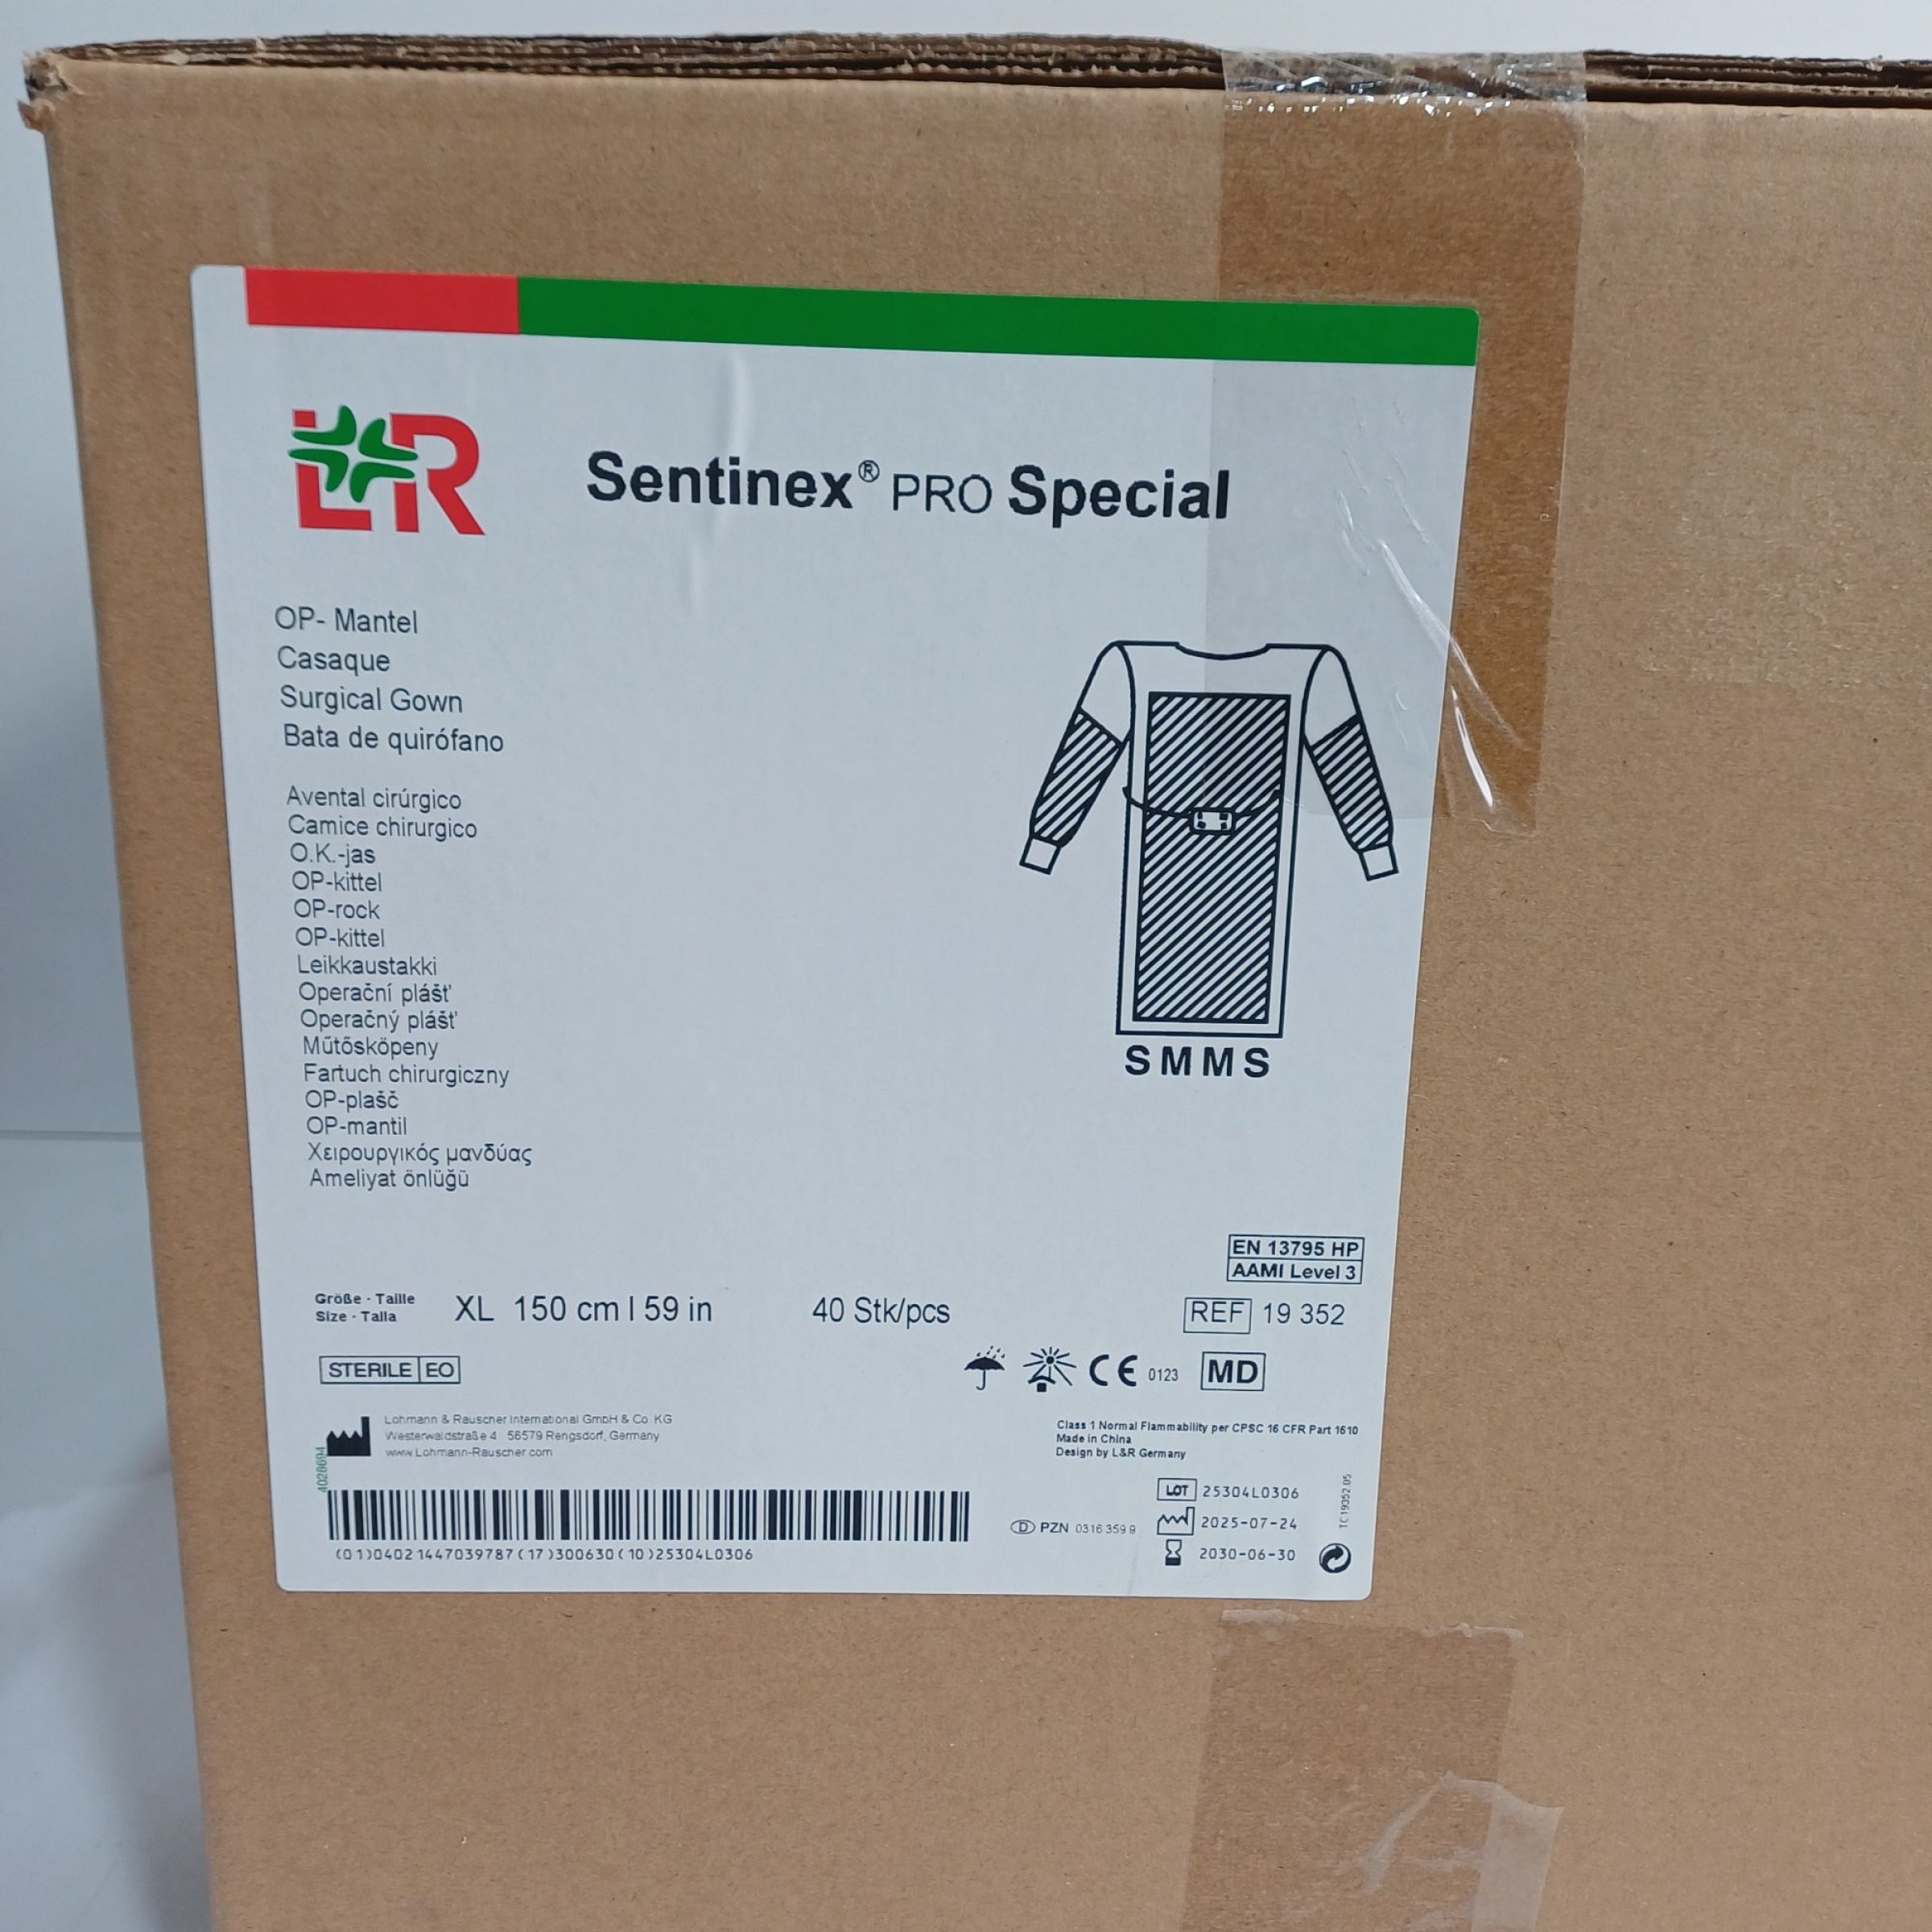 L&R
Sentinex® PRO Special
OP- Mantel
Casaque
Surgical Gown
Bata de quirófano
Avental cirúrgico
Camice chirurgico
O.K.-jas
OP-kittel
OP-rock
OP-kittel
Leikkaustakki
Operační plášť
Operačný plášť
Műtősköpeny
Fartuch chirurgiczny
OP-plašč
OP-mantil
Χειρουργικός μανδύας
Ameliyat önlüğü
SMMS
EN 13795 HP
AAMI Level 3
Größe - Taille
Size - Talla
XL 150 cm I 59 in
40 Stk/pcs
REF 19 352
STERILE EO
CE 0123 MD
Lohmann & Rauscher International GmbH & Co. KG
Westerwaldstraße 4 56579 Rengsdorf, Germany
www.Lohmann-Rauscher.com
4028694
Class 1 Normal Flammability per CPSC 16 CFR Part 1610
Made in China
Design by L&R Germany
(01)04021447039787(17)300630(10)25304L0306
D PZN 0316 359 9
LOT 25304L0306
2025-07-24
2030-06-30
TC 19352.05